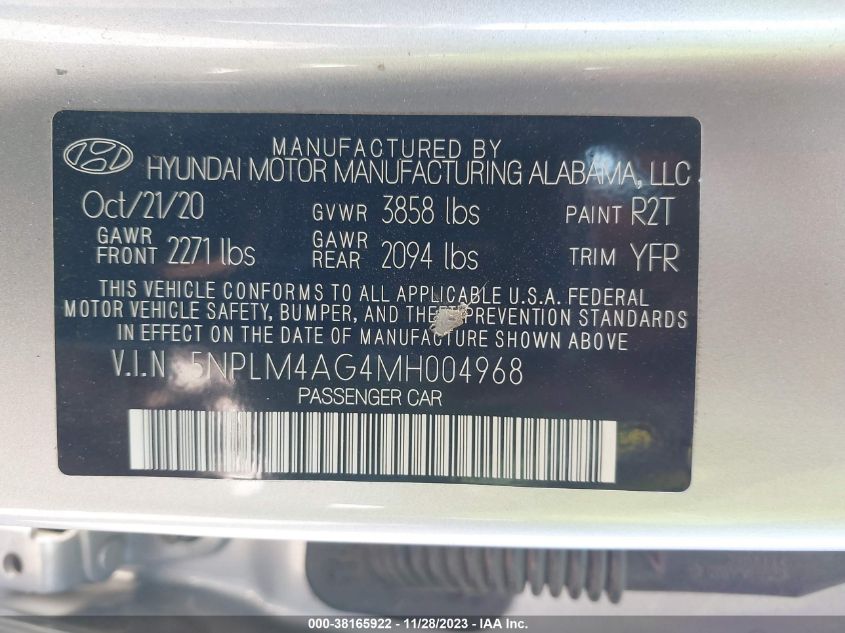 MANUFACTURED BY
HYUNDAI MOTOR MANUFACTURING ALABAMA, LLC
Oct/21/20 GVWR 3858 lbs PAINT R2T
GAWR FRONT 2271 lbs GAWR REAR 2094 lbs TRIM YFR
THIS VEHICLE CONFORMS TO ALL APPLICABLE U.S.A. FEDERAL
MOTOR VEHICLE SAFETY, BUMPER, AND THEFT PREVENTION STANDARDS
IN EFFECT ON THE DATE OF MANUFACTURE SHOWN ABOVE
V.I.N 5NPLM4AG4MH004968
PASSENGER CAR
000-38165922 - 11/28/2023 - IAA Inc.